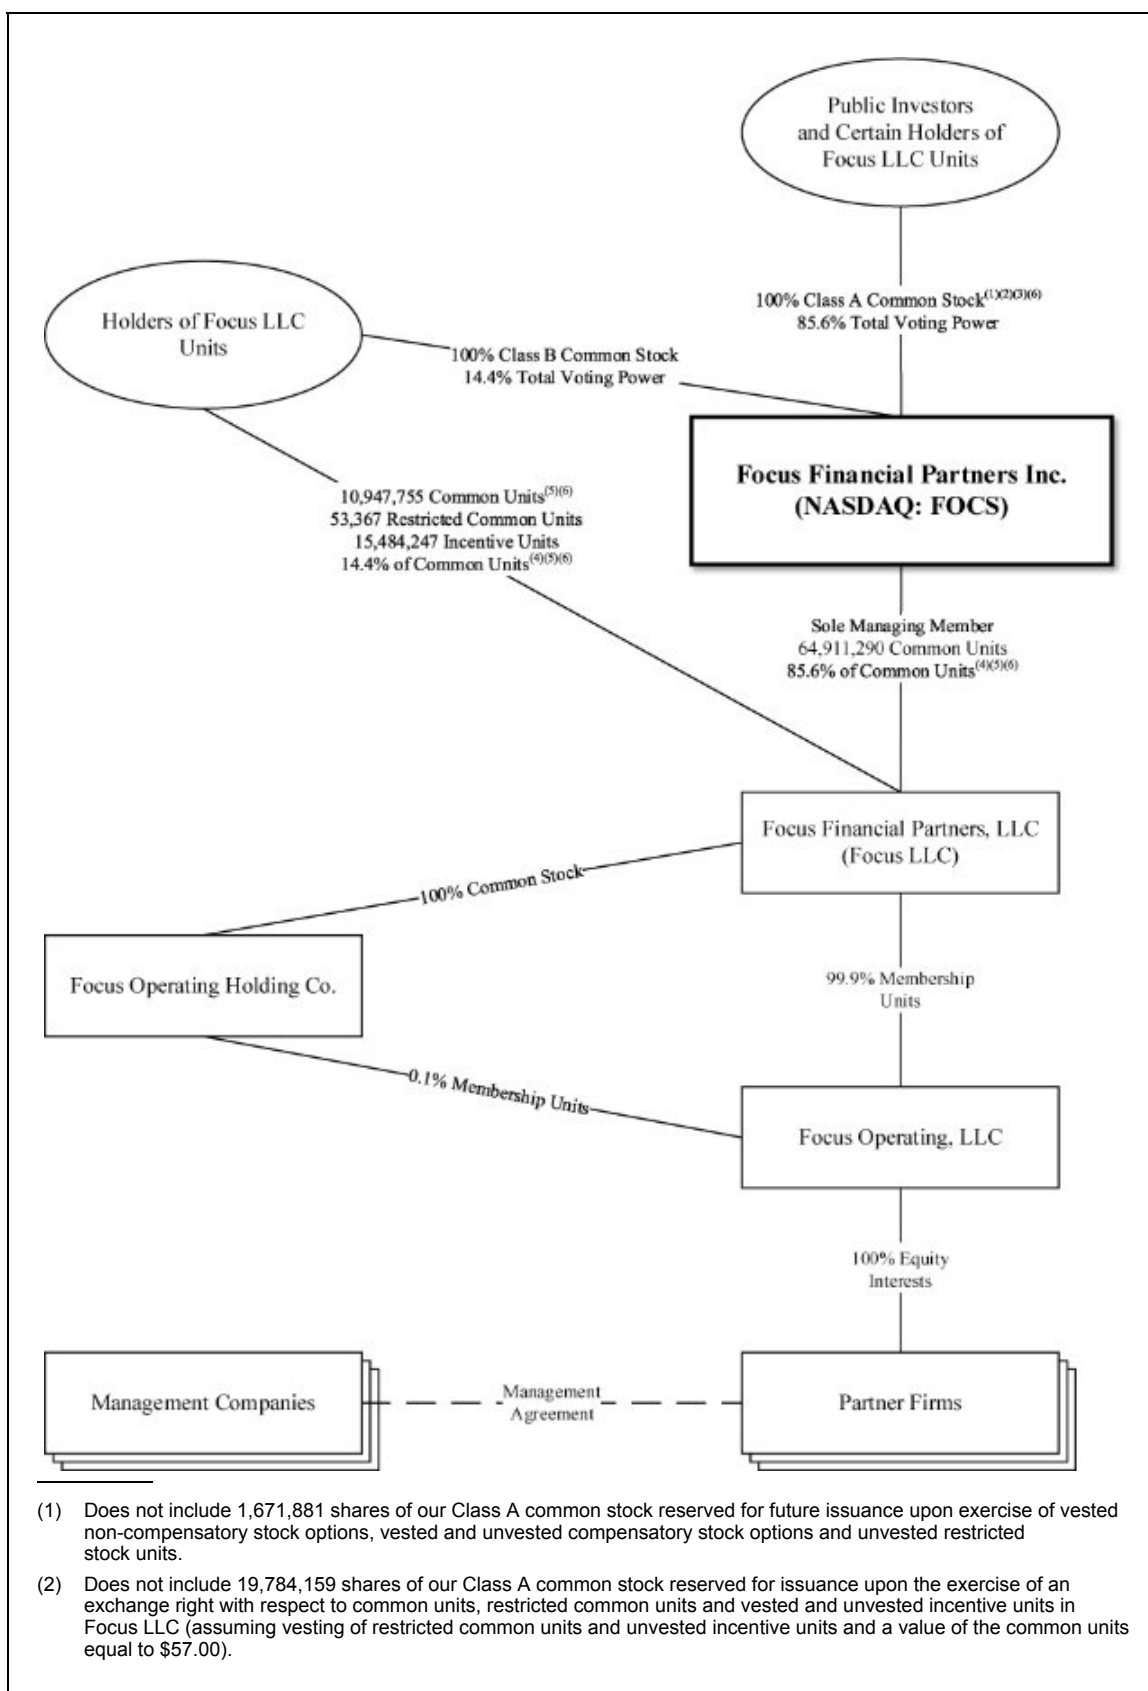 Public Investors
and Certain Holders of
Focus LLC Units
100% Class A Common Stock(1)(2)(3)(6)
85.6% Total Voting Power
Holders of Focus LLC
Units
100% Class B Common Stock
14.4% Total Voting Power
Focus Financial Partners Inc.
(NASDAQ: FOCS)
10,947,755 Common Units(5)(6)
53,367 Restricted Common Units
15,484,247 Incentive Units
14.4% of Common Units(4)(5)(6)
Sole Managing Member
64,911,290 Common Units
85.6% of Common Units(4)(5)(6)
Focus Financial Partners, LLC
(Focus LLC)
100% Common Stock
Focus Operating Holding Co.
99.9% Membership
Units
0.1% Membership Units
Focus Operating, LLC
100% Equity
Interests
Management Companies
Management
Agreement
Partner Firms
(1) Does not include 1,671,881 shares of our Class A common stock reserved for future issuance upon exercise of vested
non-compensatory stock options, vested and unvested compensatory stock options and unvested restricted
stock units.
(2) Does not include 19,784,159 shares of our Class A common stock reserved for issuance upon the exercise of an
exchange right with respect to common units, restricted common units and vested and unvested incentive units in
Focus LLC (assuming vesting of restricted common units and unvested incentive units and a value of the common units
equal to $57.00).